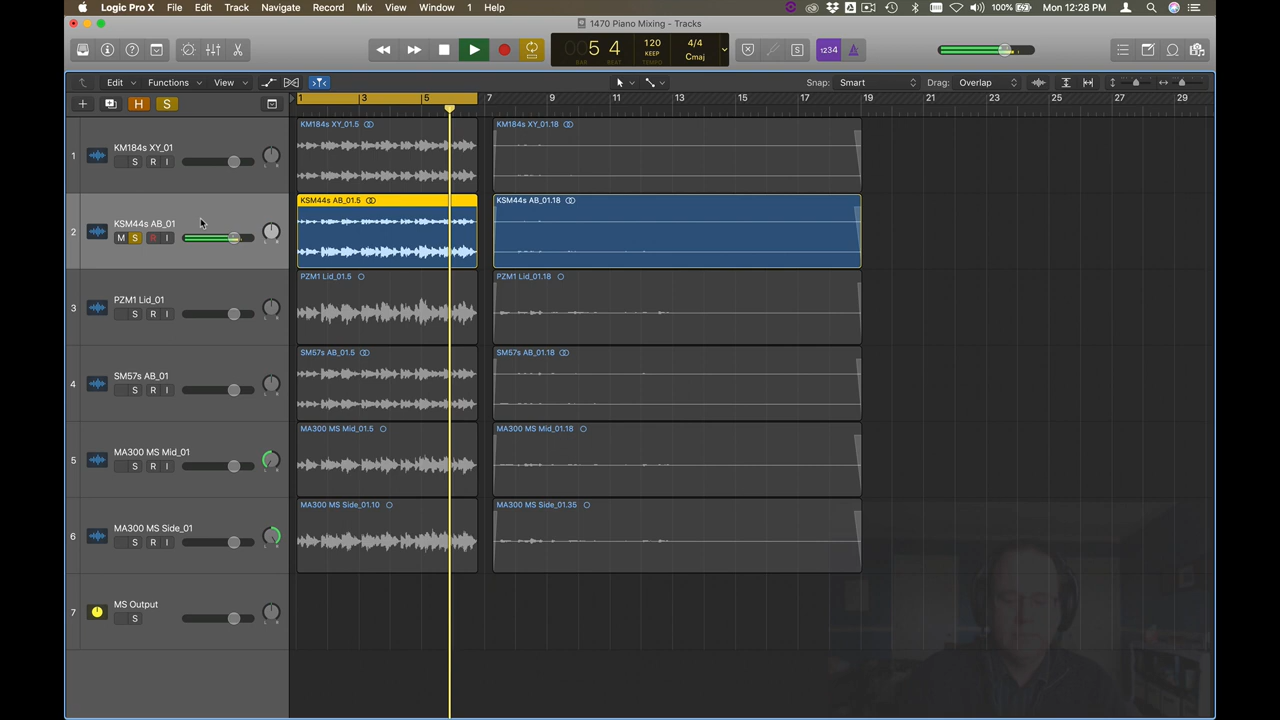 Logic Pro X File Edit Track Navigate Record Mix View Window 1 Help 100% Mon 12:28 PM
1470 Piano Mixing - Tracks
005 4 120 4/4
KEEP Cmaj
BAR BEAT TEMPO
1234
Edit Functions View Snap: Smart Drag: Overlap
H S 1 3 5 7 9 11 13 15 17 19 21 23 25 27 29
KM184s XY_01.5 KM184s XY_01.18
1 KM184s XY_01
S R I
KSM44s AB_01.5 KSM44s AB_01.18
2 KSM44s AB_01
M S R I
PZM1 Lid_01.5 PZM1 Lid_01.18
3 PZM1 Lid_01
S R I
SM57s AB_01.5 SM57s AB_01.18
4 SM57s AB_01
S R I
MA300 MS Mid_01.5 MA300 MS Mid_01.18
5 MA300 MS Mid_01
S R I
MA300 MS Side_01.10 MA300 MS Side_01.35
6 MA300 MS Side_01
S R I
7 MS Output
S